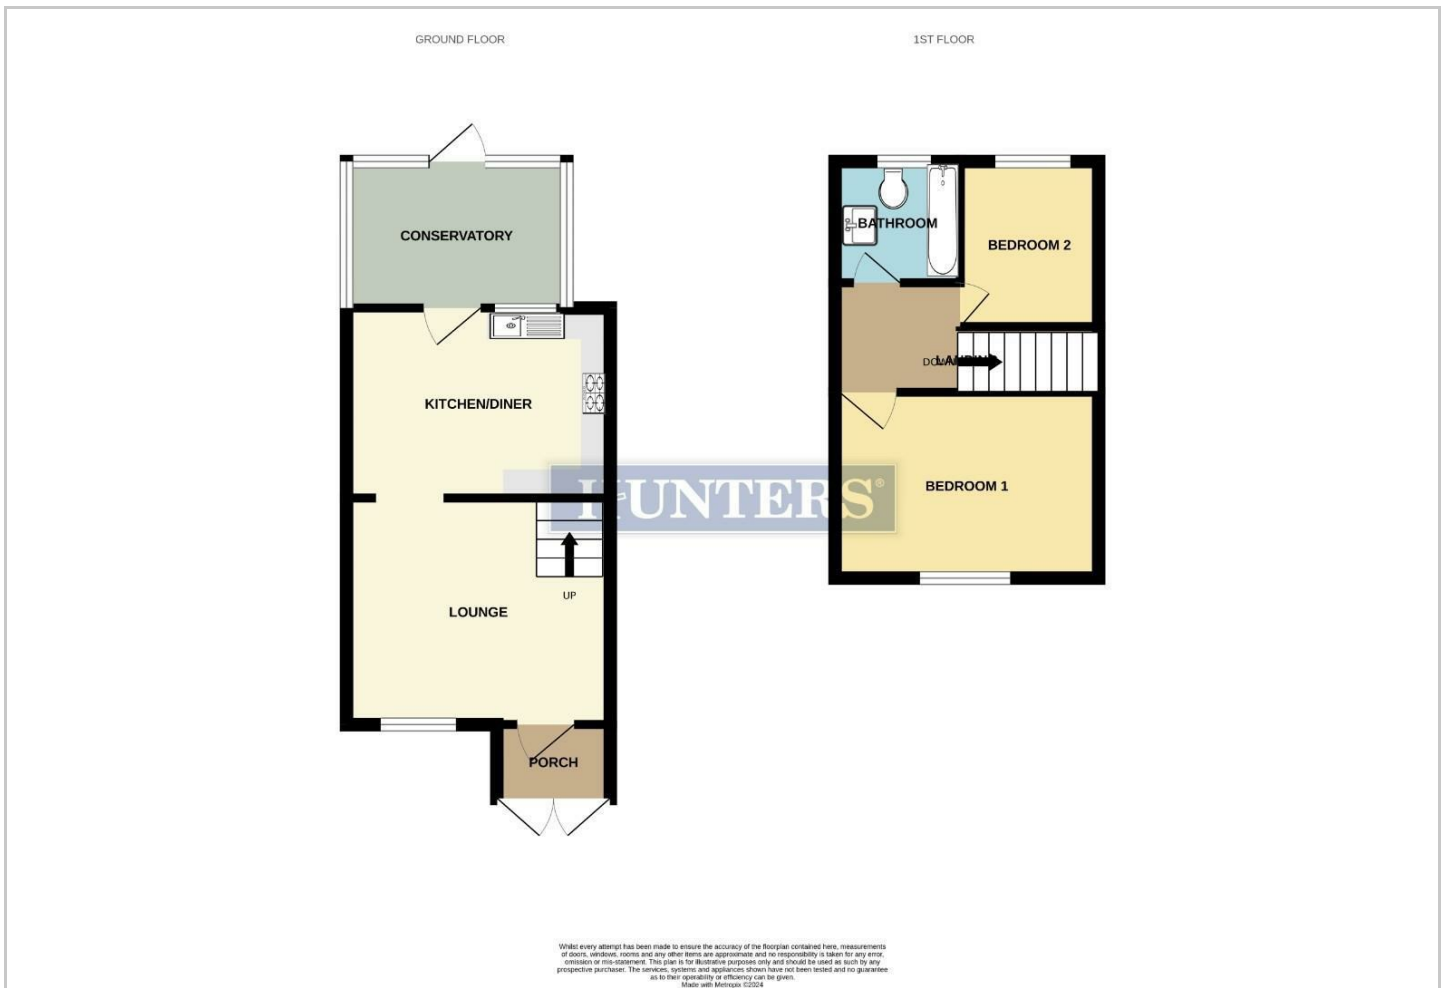 GROUND FLOOR
1ST FLOOR
CONSERVATORY
KITCHEN/DINER
LOUNGE
UP
PORCH
BATHROOM
BEDROOM 2
DOWN
LANDING
BEDROOM 1
HUNTERS®
Whilst every attempt has been made to ensure the accuracy of the floorplan contained here, measurements
of doors, windows, rooms and any other items are approximate and no responsibility is taken for any error,
omission or mis-statement. This plan is for illustrative purposes only and should be used as such by any
prospective purchaser. The services, systems and appliances shown have not been tested and no guarantee
as to their operability or efficiency can be given.
Made with Metropix ©2024